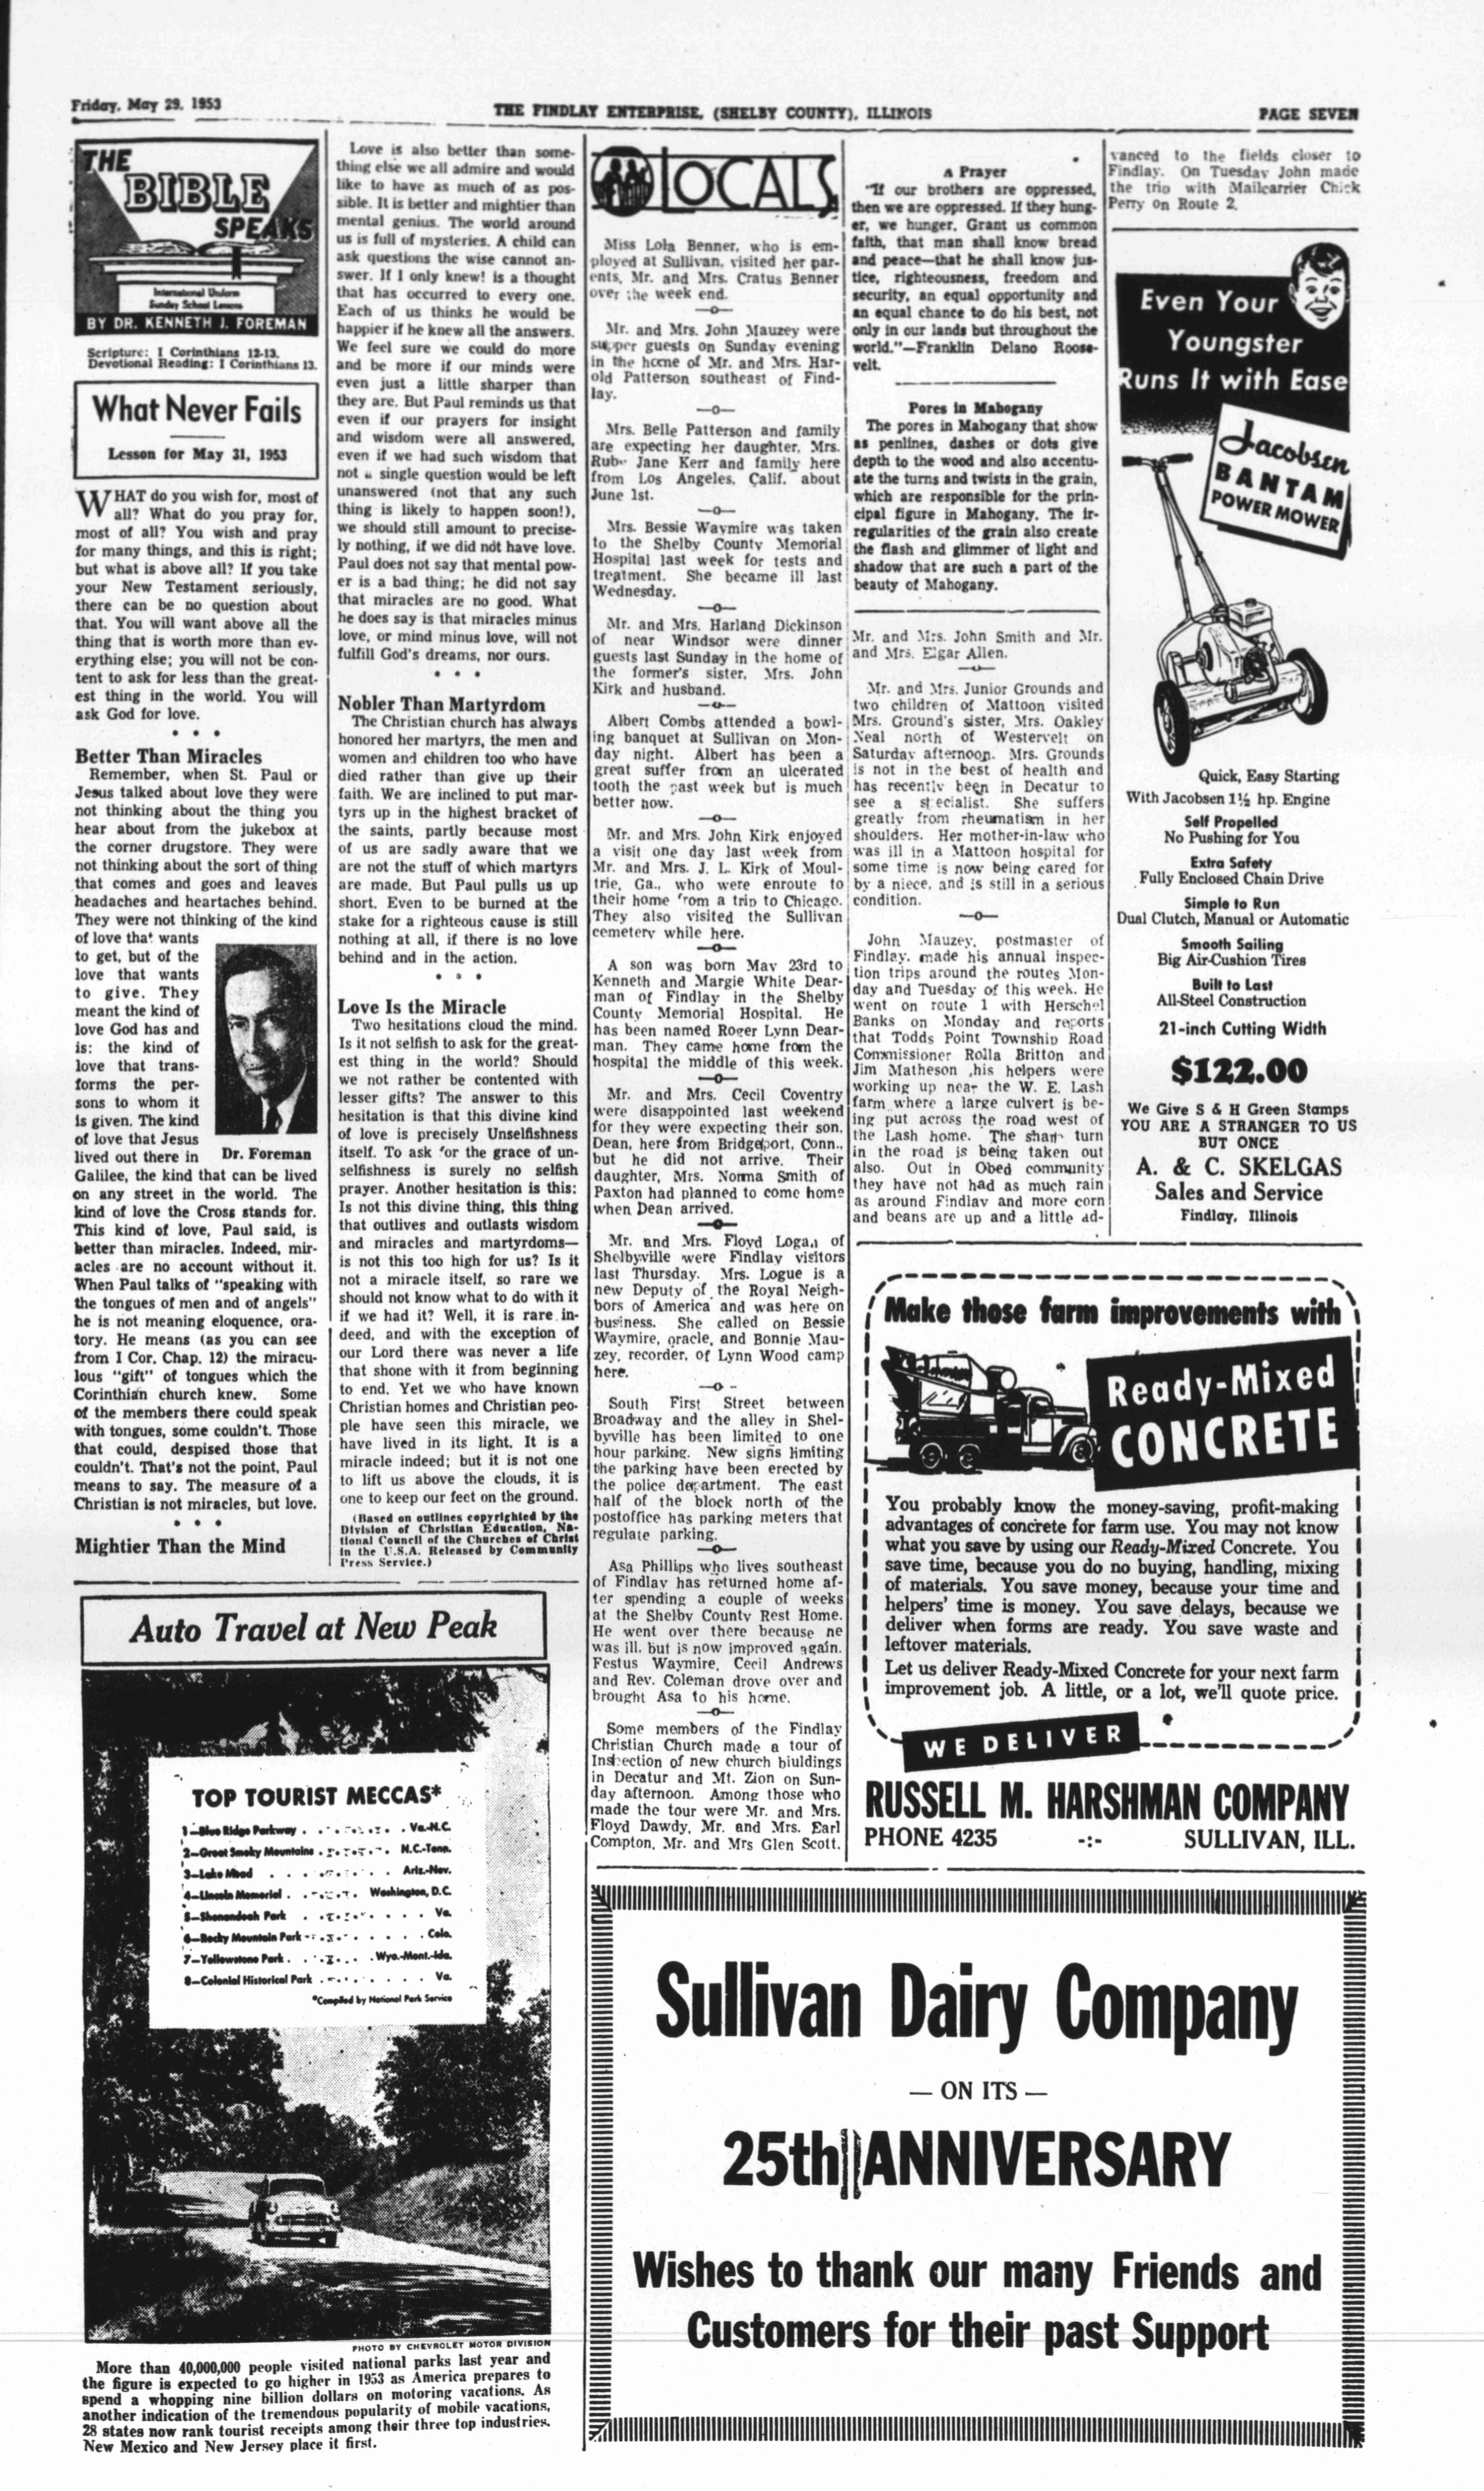 Friday, May 29, 1953
THE FINDLAY ENTERPRISE, (SHELBY COUNTY), ILLINOIS
PAGE SEVEN
THE
BIBLE
SPEAKS
International Uniform
Sunday School Lessons
BY DR. KENNETH J. FOREMAN
Scripture: I Corinthians 12-13.
Devotional Reading: I Corinthians 13.
What Never Fails
Lesson for May 31, 1953
WHAT do you wish for, most of
all? What do you pray for,
most of all? You wish and pray
for many things, and this is right;
but what is above all? If you take
your New Testament seriously,
there can be no question about
that. You will want above all the
thing that is worth more than ev-
erything else; you will not be con-
tent to ask for less than the great-
est thing in the world. You will
ask God for love.
• • •
Better Than Miracles
Remember, when St. Paul or
Jesus talked about love they were
not thinking about the thing you
hear about from the jukebox at
the corner drugstore. They were
not thinking about the sort of thing
that comes and goes and leaves
headaches and heartaches behind.
They were not thinking of the kind
of love that wants
to get, but of the
love that wants
to give. They
meant the kind of
love God has and
is: the kind of
love that trans-
forms the per-
sons to whom it
is given. The kind
of love that Jesus
lived out there in
Dr. Foreman
Galilee, the kind that can be lived
on any street in the world. The
kind of love the Cross stands for.
This kind of love, Paul said, is
better than miracles. Indeed, mir-
acles are no account without it.
When Paul talks of "speaking with
the tongues of men and of angels"
he is not meaning eloquence, ora-
tory. He means (as you can see
from I Cor. Chap. 12) the miracu-
lous "gift" of tongues which the
Corinthian church knew. Some
of the members there could speak
with tongues, some couldn't. Those
that could, despised those that
couldn't. That's not the point, Paul
means to say. The measure of a
Christian is not miracles, but love.
• • •
Mightier Than the Mind
Love is also better than some-
thing else we all admire and would
like to have as much of as pos-
sible. It is better and mightier than
mental genius. The world around
us is full of mysteries. A child can
ask questions the wise cannot an-
swer. If I only knew! is a thought
that has occurred to every one.
Each of us thinks he would be
happier if he knew all the answers.
We feel sure we could do more
and be more if our minds were
even just a little sharper than
they are. But Paul reminds us that
even if our prayers for insight
and wisdom were all answered,
even if we had such wisdom that
not a single question would be left
unanswered (not that any such
thing is likely to happen soon!),
we should still amount to precise-
ly nothing, if we did not have love.
Paul does not say that mental pow-
er is a bad thing; he did not say
that miracles are no good. What
he does say is that miracles minus
love, or mind minus love, will not
fulfill God's dreams, nor ours.
• • •
Nobler Than Martyrdom
The Christian church has always
honored her martyrs, the men and
women and children too who have
died rather than give up their
faith. We are inclined to put mar-
tyrs up in the highest bracket of
the saints, partly because most
of us are sadly aware that we
are not the stuff of which martyrs
are made. But Paul pulls us up
short. Even to be burned at the
stake for a righteous cause is still
nothing at all, if there is no love
behind and in the action.
• • •
Love Is the Miracle
Two hesitations cloud the mind.
Is it not selfish to ask for the great-
est thing in the world? Should
we not rather be contented with
lesser gifts? The answer to this
hesitation is that this divine kind
of love is precisely Unselfishness
itself. To ask for the grace of un-
selfishness is surely no selfish
prayer. Another hesitation is this:
Is not this divine thing, this thing
that outlives and outlasts wisdom
and miracles and martyrdoms—
is not this too high for us? Is it
not a miracle itself, so rare we
should not know what to do with it
if we had it? Well, it is rare in-
deed, and with the exception of
our Lord there was never a life
that shone with it from beginning
to end. Yet we who have known
Christian homes and Christian peo-
ple have seen this miracle, we
have lived in its light. It is a
miracle indeed; but it is not one
to lift us above the clouds, it is
one to keep our feet on the ground.
(Based on outlines copyrighted by the
Division of Christian Education, Na-
tional Council of the Churches of Christ
in the U.S.A. Released by Community
Press Service.)
Auto Travel at New Peak
TOP TOURIST MECCAS*
1—Blue Ridge Parkway . . . . . Va.-N.C.
2—Great Smoky Mountains . . . . . N.C.-Tenn.
3—Lake Mead . . . . . Ariz.-Nev.
4—Lincoln Memorial . . . . . Washington, D.C.
5—Shenandoah Park . . . . . Va.
6—Rocky Mountain Park . . . . . Colo.
7—Yellowstone Park . . . . . Wyo.-Mont.-Ida.
8—Colonial Historical Park . . . . . Va.
*Compiled by National Park Service
PHOTO BY CHEVROLET MOTOR DIVISION
More than 40,000,000 people visited national parks last year and
the figure is expected to go higher in 1953 as America prepares to
spend a whopping nine billion dollars on motoring vacations. As
another indication of the tremendous popularity of mobile vacations,
28 states now rank tourist receipts among their three top industries.
New Mexico and New Jersey place it first.
LOCALS
Miss Lola Benner, who is em-
ployed at Sullivan, visited her par-
ents, Mr. and Mrs. Cratus Benner
over the week end.
—o—
Mr. and Mrs. John Mauzey were
supper guests on Sunday evening
in the home of Mr. and Mrs. Har-
old Patterson southeast of Find-
lay.
—o—
Mrs. Belle Patterson and family
are expecting her daughter, Mrs.
Ruby Jane Kerr and family here
from Los Angeles, Calif. about
June 1st.
—o—
Mrs. Bessie Waymire was taken
to the Shelby County Memorial
Hospital last week for tests and
treatment. She became ill last
Wednesday.
—o—
Mr. and Mrs. Harland Dickinson
of near Windsor were dinner
guests last Sunday in the home of
the former's sister, Mrs. John
Kirk and husband.
—o—
Albert Combs attended a bowl-
ing banquet at Sullivan on Mon-
day night. Albert has been a
great suffer from an ulcerated
tooth the past week but is much
better now.
—o—
Mr. and Mrs. John Kirk enjoyed
a visit one day last week from
Mr. and Mrs. J. L. Kirk of Moul-
trie, Ga., who were enroute to
their home from a trip to Chicago.
They also visited the Sullivan
cemetery while here.
—o—
A son was born May 23rd to
Kenneth and Margie White Dear-
man of Findlay in the Shelby
County Memorial Hospital. He
has been named Roger Lynn Dear-
man. They came home from the
hospital the middle of this week.
—o—
Mr. and Mrs. Cecil Coventry
were disappointed last weekend
for they were expecting their son,
Dean, here from Bridgeport, Conn.,
but he did not arrive. Their
daughter, Mrs. Norma Smith of
Paxton had planned to come home
when Dean arrived.
—o—
Mr. and Mrs. Floyd Logan of
Shelbyville were Findlay visitors
last Thursday. Mrs. Logue is a
new Deputy of the Royal Neigh-
bors of America and was here on
business. She called on Bessie
Waymire, oracle, and Bonnie Mau-
zey, recorder, of Lynn Wood camp
here.
—o-
South First Street between
Broadway and the alley in Shel-
byville has been limited to one
hour parking. New signs limiting
the parking have been erected by
the police department. The east
half of the block north of the
postoffice has parking meters that
regulate parking.
—o—
Asa Phillips who lives southeast
of Findlay has returned home af-
ter spending a couple of weeks
at the Shelby County Rest Home.
He went over there because he
was ill, but is now improved again.
Festus Waymire, Cecil Andrews
and Rev. Coleman drove over and
brought Asa to his home.
—o—
Some members of the Findlay
Christian Church made a tour of
Inspection of new church biuldings
in Decatur and Mt. Zion on Sun-
day afternoon. Among those who
made the tour were Mr. and Mrs.
Floyd Dawdy, Mr. and Mrs. Earl
Compton, Mr. and Mrs Glen Scott,
A Prayer
"If our brothers are oppressed,
then we are oppressed. If they hung-
er, we hunger. Grant us common
faith, that man shall know bread
and peace—that he shall know jus-
tice, righteousness, freedom and
security, an equal opportunity and
an equal chance to do his best, not
only in our lands but throughout the
world."—Franklin Delano Roose-
velt.
Pores in Mahogany
The pores in Mahogany that show
as penlines, dashes or dots give
depth to the wood and also accentu-
ate the turns and twists in the grain,
which are responsible for the prin-
cipal figure in Mahogany. The ir-
regularities of the grain also create
the flash and glimmer of light and
shadow that are such a part of the
beauty of Mahogany.
Mr. and Mrs. John Smith and Mr.
and Mrs. Elgar Allen.
—o—
Mr. and Mrs. Junior Grounds and
two children of Mattoon visited
Mrs. Ground's sister, Mrs. Oakley
Neal north of Westervelt on
Saturday afternoon. Mrs. Grounds
is not in the best of health and
has recently been in Decatur to
see a specialist. She suffers
greatly from rheumatism in her
shoulders. Her mother-in-law who
was ill in a Mattoon hospital for
some time is now being cared for
by a niece, and is still in a serious
condition.
—o—
John Mauzey, postmaster of
Findlay, made his annual inspec-
tion trips around the routes Mon-
day and Tuesday of this week. He
went on route 1 with Herschel
Banks on Monday and reports
that Todds Point Township Road
Commissioner Rolla Britton and
Jim Matheson ,his helpers were
working up near the W. E. Lash
farm where a large culvert is be-
ing put across the road west of
the Lash home. The sharp turn
in the road is being taken out
also. Out in Obed community
they have not had as much rain
as around Findlay and more corn
and beans are up and a little ad-
vanced to the fields closer to
Findlay. On Tuesday John made
the trip with Mailcarrier Chick
Perry on Route 2.
Even Your
Youngster
Runs It with Ease
Jacobsen
BANTAM
POWER MOWER
Quick, Easy Starting
With Jacobsen 1½ hp. Engine
Self Propelled
No Pushing for You
Extra Safety
Fully Enclosed Chain Drive
Simple to Run
Dual Clutch, Manual or Automatic
Smooth Sailing
Big Air-Cushion Tires
Built to Last
All-Steel Construction
21-inch Cutting Width
$122.00
We Give S & H Green Stamps
YOU ARE A STRANGER TO US
BUT ONCE
A. & C. SKELGAS
Sales and Service
Findlay, Illinois
Make those farm improvements with
Ready-Mixed
CONCRETE
You probably know the money-saving, profit-making
advantages of concrete for farm use. You may not know
what you save by using our Ready-Mixed Concrete. You
save time, because you do no buying, handling, mixing
of materials. You save money, because your time and
helpers' time is money. You save delays, because we
deliver when forms are ready. You save waste and
leftover materials.
Let us deliver Ready-Mixed Concrete for your next farm
improvement job. A little, or a lot, we'll quote price.
WE DELIVER
RUSSELL M. HARSHMAN COMPANY
PHONE 4235 -:- SULLIVAN, ILL.
Sullivan Dairy Company
— ON ITS —
25th ANNIVERSARY
Wishes to thank our many Friends and
Customers for their past Support